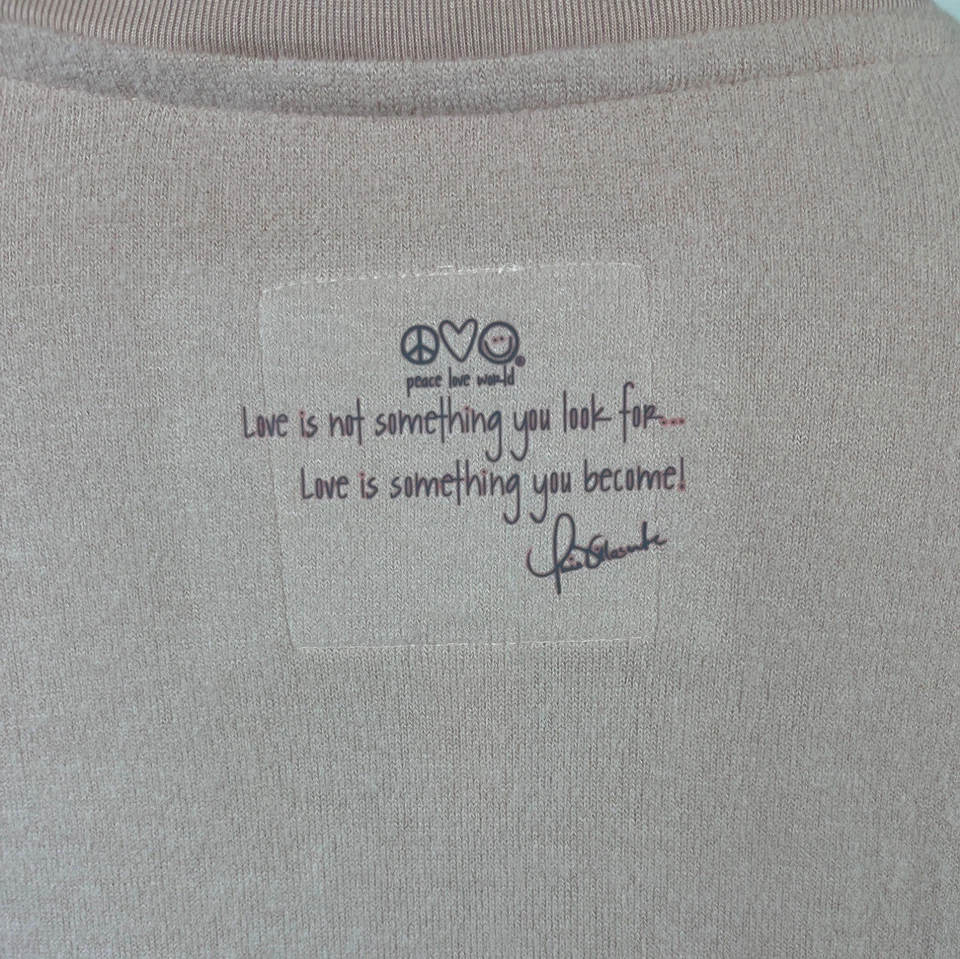 peace love world
Love is not something you look for...
Love is something you become!